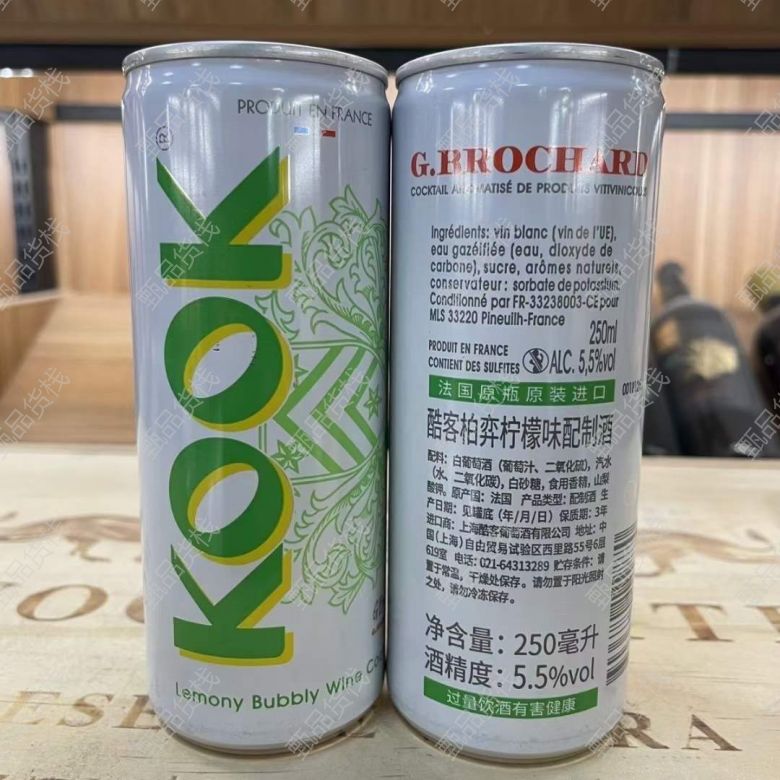 PRODUIT EN FRANCE
®
KOOK
Lemony Bubbly Wine
G.BROCHARD
COCKTAIL AROMATISÉ DE PRODUITS VITIVINICOLES
Ingrédients: vin blanc (vin de l'UE),
eau gazéifiée (eau, dioxyde de
carbone), sucre, arômes naturels,
conservateur : sorbate de potassium.
Conditionné par FR-33238003-CE pour
MLS 33220 Pineuilh-France
250ml
PRODUIT EN FRANCE
CONTIENT DES SULFITES
ALC. 5,5%vol
法国原瓶原装进口
酷客柏弈柠檬味配制酒
配料：白葡萄酒（葡萄汁、二氧化硫），汽水
（水、二氧化碳），白砂糖，食用香精，山梨
酸钾。原产国：法国 产品类型：配制酒 生
产日期：见罐底（年/月/日）保质期：3年
进口商：上海酷客葡萄酒有限公司 地址：中
国（上海）自由贸易试验区西里路55号6层
619室 电话：021-64313289 贮存条件：请
置于常温，干燥处保存。请勿置于阳光照射
之处，请勿冷冻保存。
净含量：250毫升
酒精度：5.5%vol
过量饮酒有害健康
甄品货栈